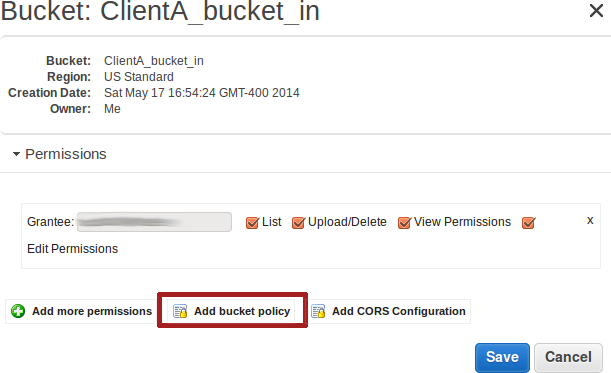 Bucket: ClientA_bucket_in
Bucket: ClientA_bucket_in
Region: US Standard
Creation Date: Sat May 17 16:54:24 GMT-400 2014
Owner: Me
Permissions
Grantee: List Upload/Delete View Permissions x
Edit Permissions
Add more permissions Add bucket policy Add CORS Configuration
Save Cancel